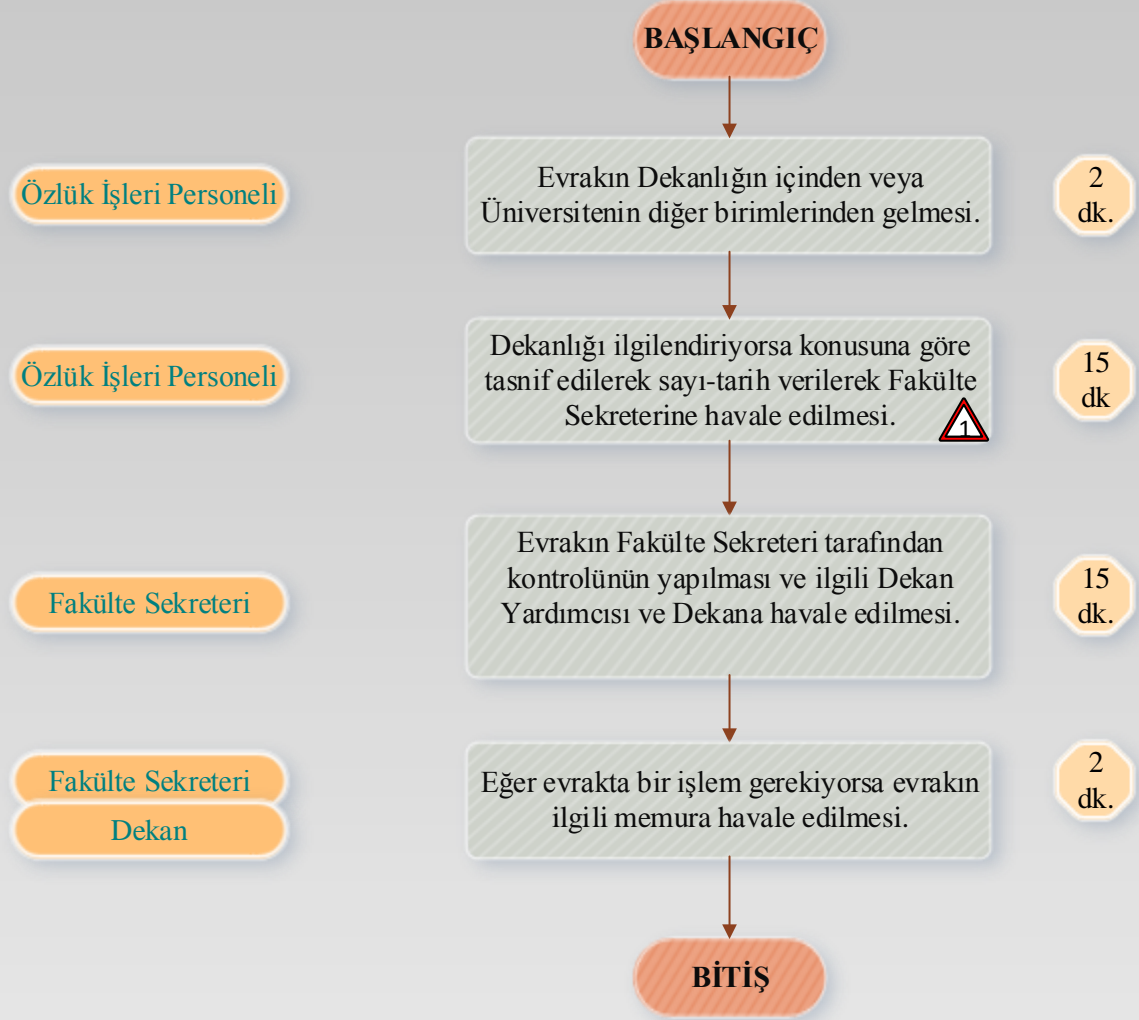 BAŞLANGIÇ
Özlük İşleri Personeli
Evrakın Dekanlığın içinden veya
Üniversitenin diğer birimlerinden gelmesi.
2
dk.
Özlük İşleri Personeli
Dekanlığı ilgilendiriyorsa konusuna göre
tasnif edilerek sayı-tarih verilerek Fakülte
Sekreterine havale edilmesi.
1
15
dk
Fakülte Sekreteri
Evrakın Fakülte Sekreteri tarafından
kontrolünün yapılması ve ilgili Dekan
Yardımcısı ve Dekana havale edilmesi.
15
dk.
Fakülte Sekreteri
Dekan
Eğer evrakta bir işlem gerekiyorsa evrakın
ilgili memura havale edilmesi.
2
dk.
BİTİŞ